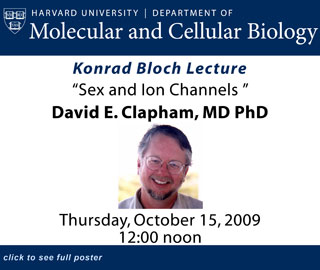 HARVARD UNIVERSITY | DEPARTMENT OF
Molecular and Cellular Biology
Konrad Bloch Lecture
“Sex and Ion Channels ”
David E. Clapham, MD PhD
Thursday, October 15, 2009
12:00 noon
click to see full poster